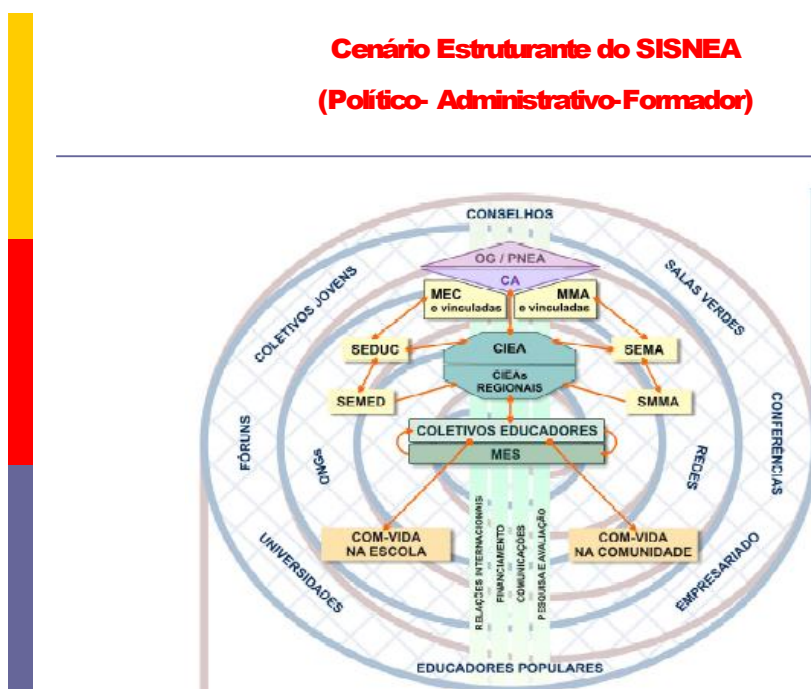 Cenário Estruturante do SISNEA
(Político- Administrativo-Formador)
CONSELHOS
OG / PNEA
CA
MEC
e vinculadas
MMA
e vinculadas
COLETIVOS JOVENS
SALAS VERDES
SEDUC
CIEA
SEMA
CIEAs
REGIONAIS
SEMED
SMMA
COLETIVOS EDUCADORES
MES
FÓRUNS
ONGs
REDES
CONFERÊNCIAS
COM-VIDA
NA ESCOLA
COM-VIDA
NA COMUNIDADE
RELAÇÕES INTERNACIONAIS
FINANCIAMENTO
COMUNICAÇÕES
PESQUISA E AVALIAÇÃO
UNIVERSIDADES
EMPRESARIADO
EDUCADORES POPULARES